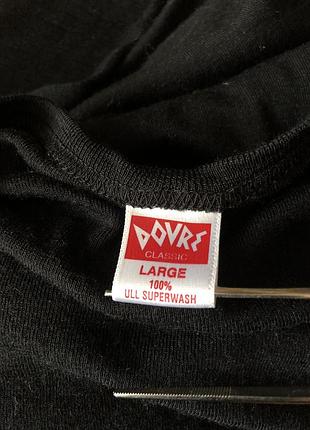 DOVRE
CLASSIC
LARGE
100%
ULL SUPERWASH